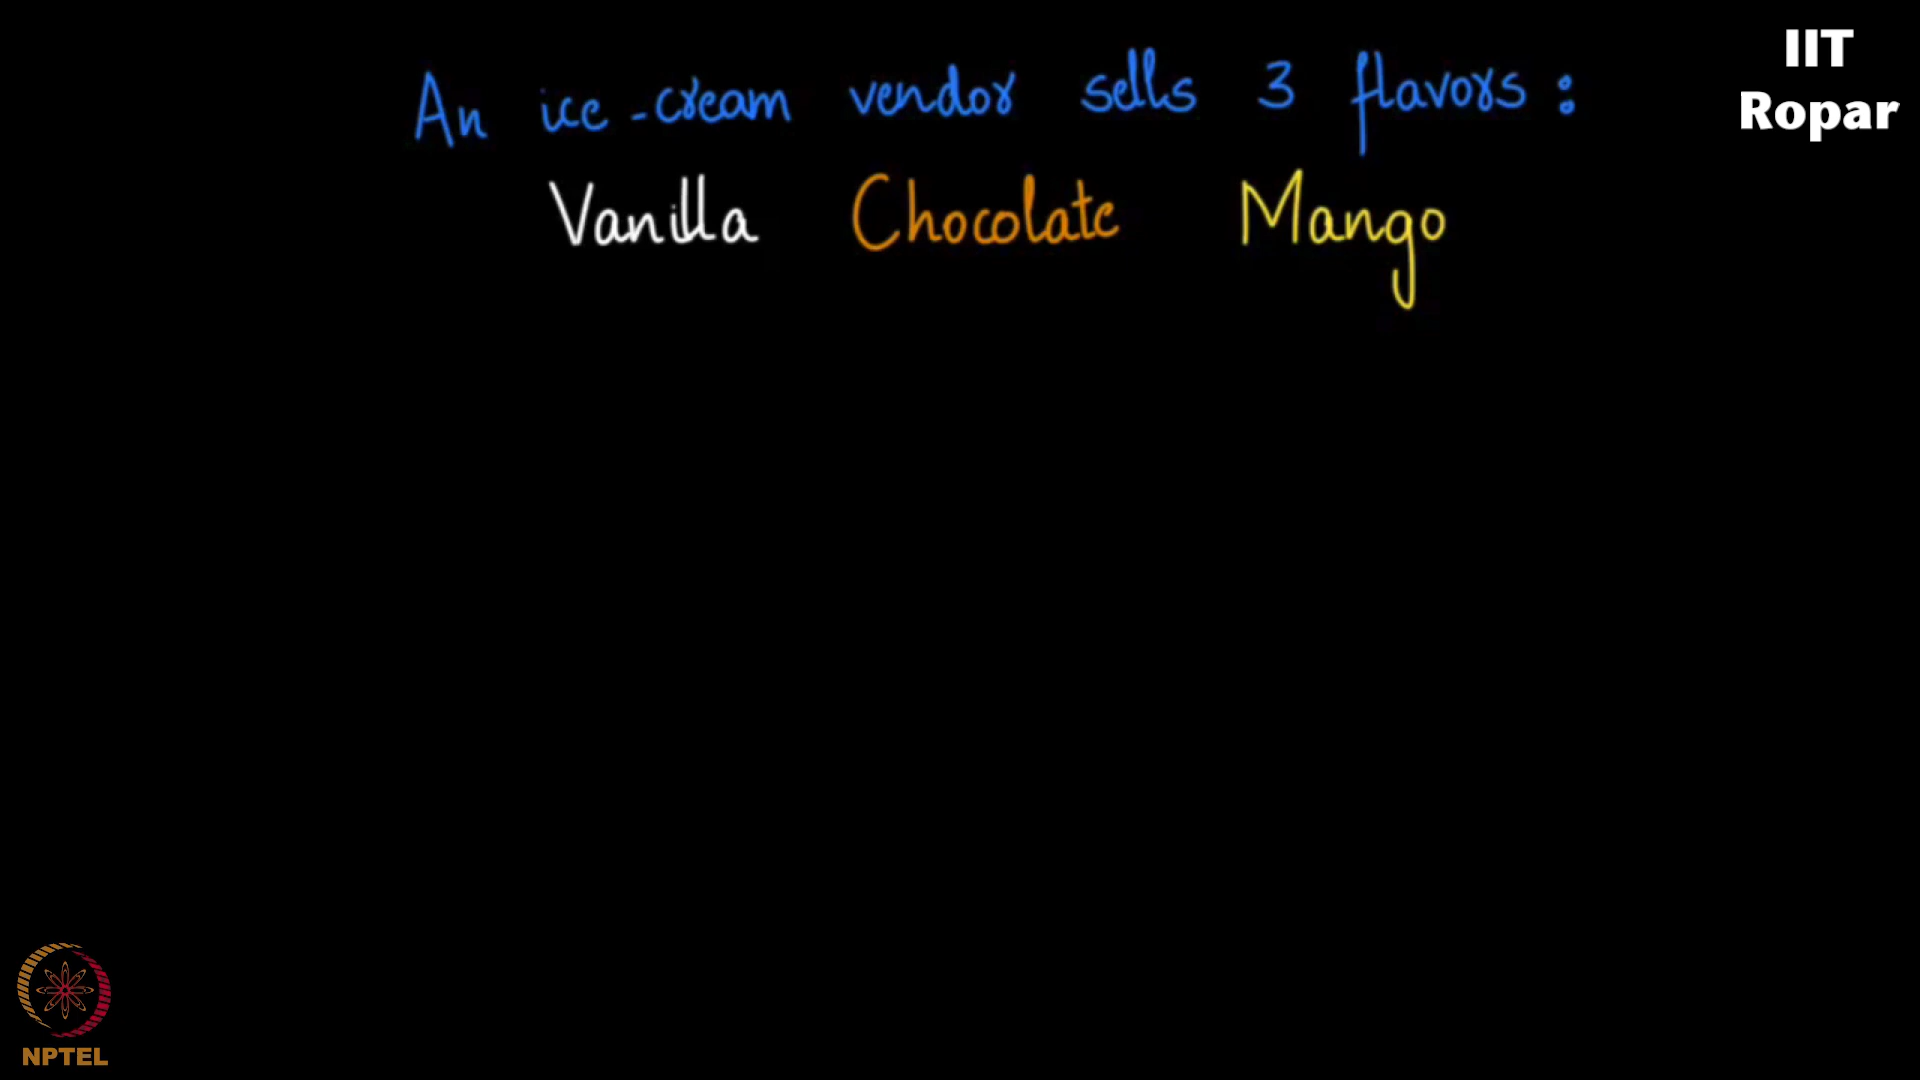 An ice-cream vendor sells 3 flavors :
Vanilla Chocolate Mango
IIT
Ropar
NPTEL